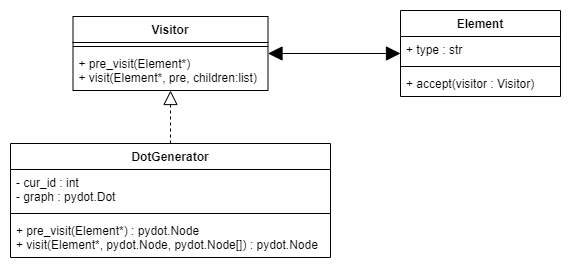 Visitor
+ pre_visit(Element*)
+ visit(Element*, pre, children:list)
Element
+ type : str
+ accept(visitor : Visitor)
DotGenerator
- cur_id : int
- graph : pydot.Dot
+ pre_visit(Element*) : pydot.Node
+ visit(Element*, pydot.Node, pydot.Node[]) : pydot.Node